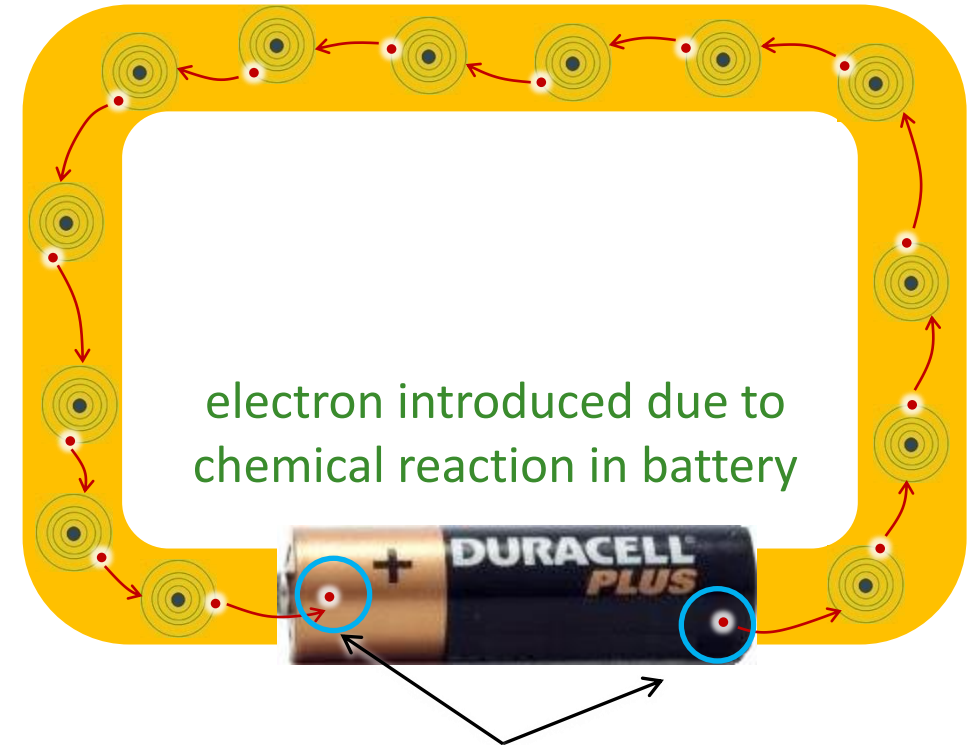 electron introduced due to
chemical reaction in battery
+
DURACELL
PLUS